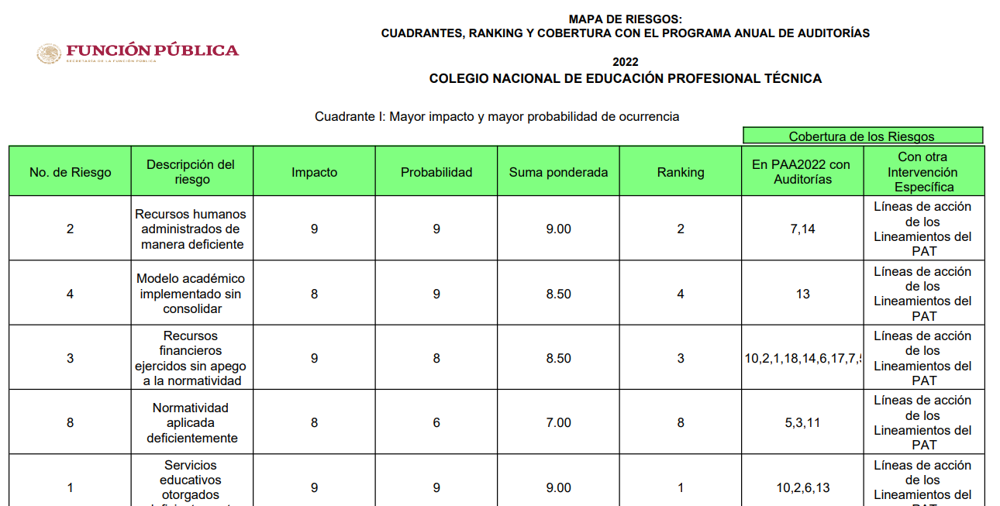 MAPA DE RIESGOS:
CUADRANTES, RANKING Y COBERTURA CON EL PROGRAMA ANUAL DE AUDITORÍAS
FUNCIÓN PÚBLICA
SECRETARÍA DE LA FUNCIÓN PÚBLICA
2022
COLEGIO NACIONAL DE EDUCACIÓN PROFESIONAL TÉCNICA
Cuadrante I: Mayor impacto y mayor probabilidad de ocurrencia
Cobertura de los Riesgos
No. de Riesgo
Descripción del
riesgo
Impacto
Probabilidad
Suma ponderada
Ranking
En PAA2022 con
Auditorías
Con otra
Intervención
Específica
2
Recursos humanos
administrados de
manera deficiente
9
9
9.00
2
7,14
Líneas de acción
de los
Lineamientos del
PAT
4
Modelo académico
implementado sin
consolidar
8
9
8.50
4
13
Líneas de acción
de los
Lineamientos del
PAT
3
Recursos
financieros
ejercidos sin apego
a la normatividad
9
8
8.50
3
10,2,1,18,14,6,17,7,
Líneas de acción
de los
Lineamientos del
PAT
8
Normatividad
aplicada
deficientemente
8
6
7.00
8
5,3,11
Líneas de acción
de los
Lineamientos del
PAT
1
Servicios
educativos
otorgados
9
9
9.00
1
10,2,6,13
Líneas de acción
de los
Lineamientos del